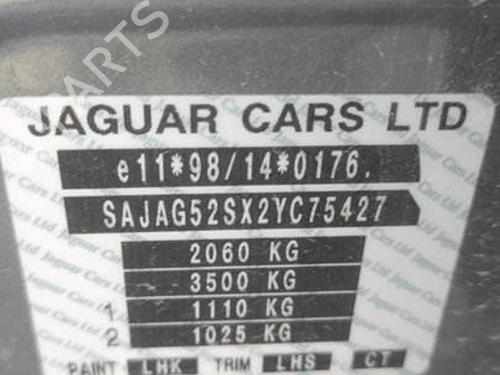 PARTS
JAGUAR CARS LTD
e11*98/14*0176.
SAJAG52SX2YC75427
2060 KG
3500 KG
1 1110 KG
2 1025 KG
PAINT LHK TRIM LHS CT